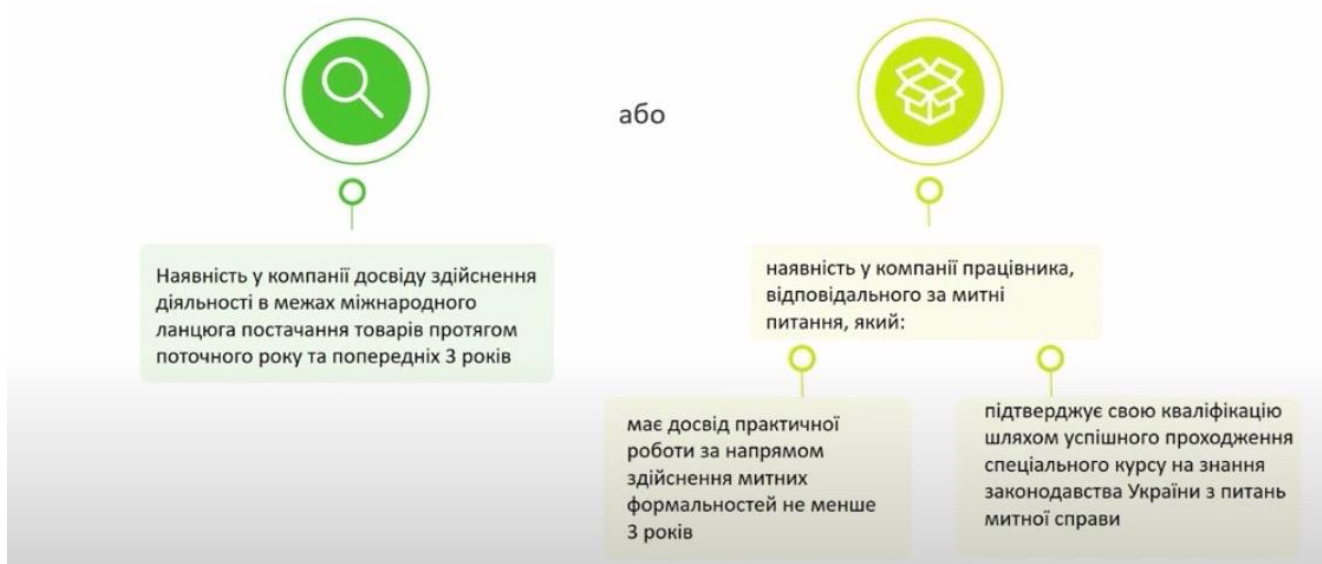 або
Наявність у компанії досвіду здійснення
діяльності в межах міжнародного
ланцюга постачання товарів протягом
поточного року та попередніх 3 років
наявність у компанії працівника,
відповідального за митні
питання, який:
має досвід практичної
роботи за напрямом
здійснення митних
формальностей не менше
3 років
підтверджує свою кваліфікацію
шляхом успішного проходження
спеціального курсу на знання
законодавства України з питань
митної справи